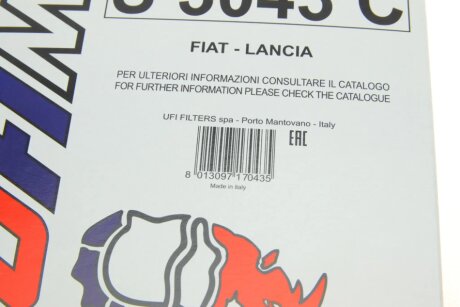 FIAT - LANCIA
PER ULTERIORI INFORMAZIONI CONSULTARE IL CATALOGO
FOR FURTHER INFORMATION PLEASE CHECK THE CATALOGUE
UFI FILTERS spa - Porto Mantovano - Italy
EAC
8 013097 170435
Made in Italy